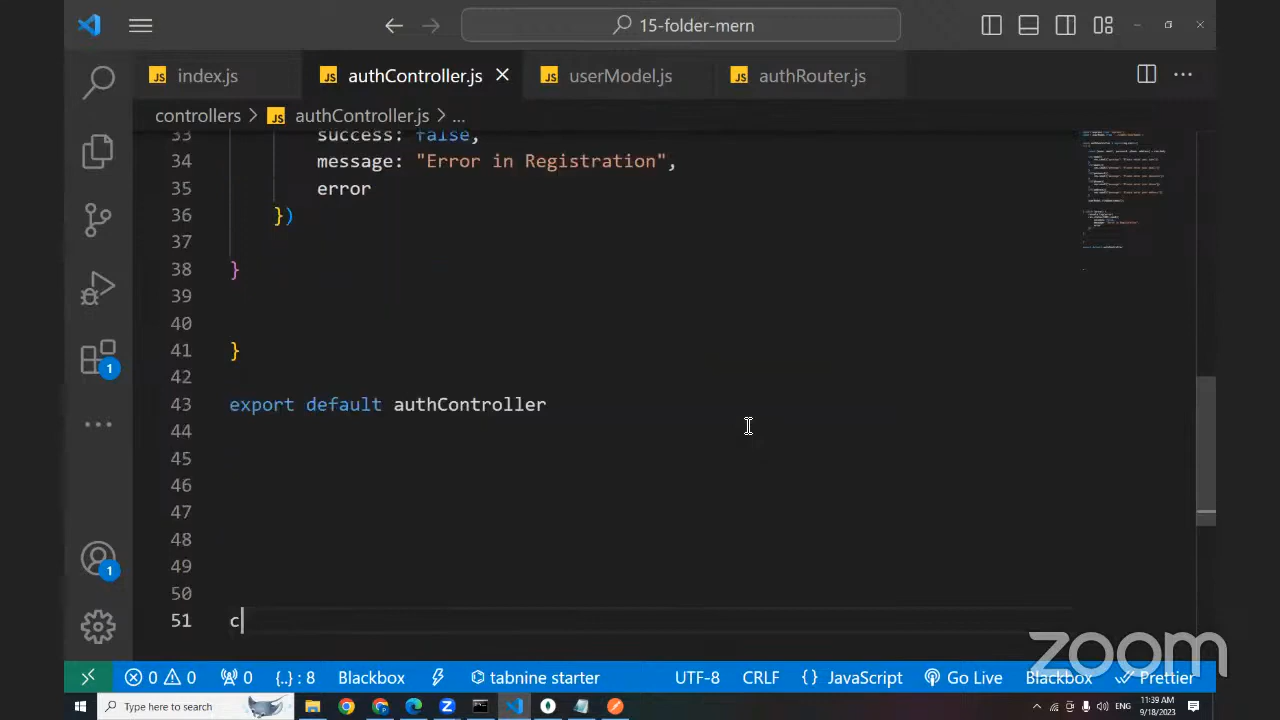 15-folder-mern
index.js
authController.js
userModel.js
authRouter.js
controllers > authController.js > ...
33 success: false,
34 message: "Error in Registration",
35 error
36 })
37
38 }
39
40
41 }
42
43 export default authController
44
45
46
47
48
49
50
51 c
1
1
0 0 0 {..} : 8 Blackbox tabnine starter UTF-8 CRLF {} JavaScript Go Live Blackbox Prettier
zoom
Type here to search
ENG
11:39 AM
9/18/2023